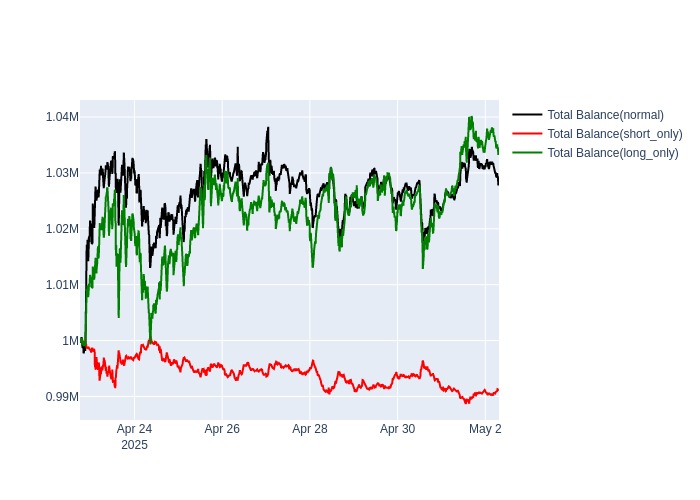 1.04M
1.03M
1.02M
1.01M
1M
0.99M
Apr 24
2025
Apr 26
Apr 28
Apr 30
May 2
Total Balance(normal)
Total Balance(short_only)
Total Balance(long_only)